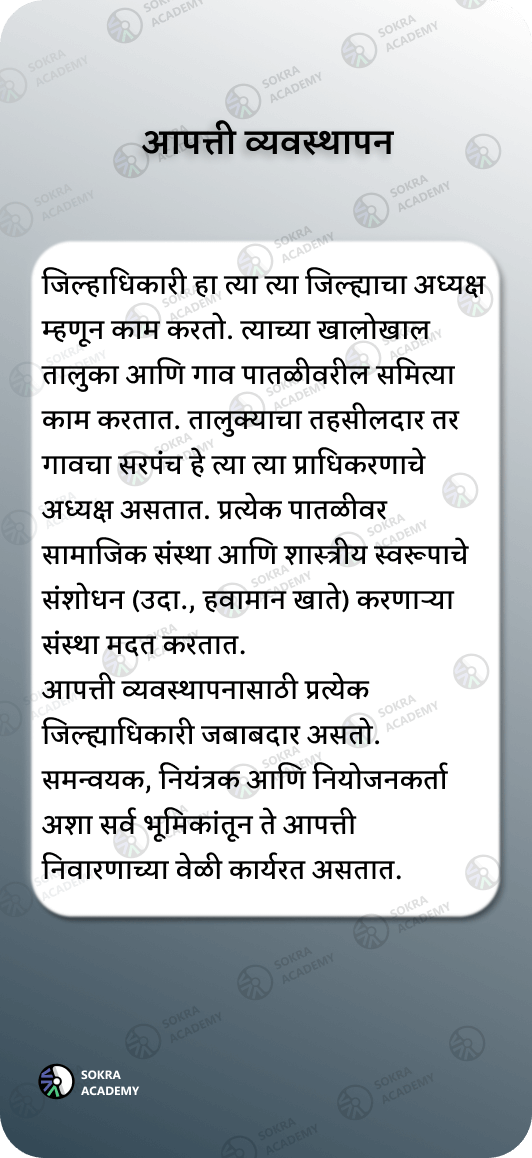 आपत्ती व्यवस्थापन
जिल्हाधिकारी हा त्या त्या जिल्ह्याचा अध्यक्ष
म्हणून काम करतो. त्याच्या खालोखाल
तालुका आणि गाव पातळीवरील समित्या
काम करतात. तालुक्याचा तहसीलदार तर
गावचा सरपंच हे त्या त्या प्राधिकरणाचे
अध्यक्ष असतात. प्रत्येक पातळीवर
सामाजिक संस्था आणि शास्त्रीय स्वरूपाचे
संशोधन (उदा., हवामान खाते) करणाऱ्या
संस्था मदत करतात.
आपत्ती व्यवस्थापनासाठी प्रत्येक
जिल्ह्याधिकारी जबाबदार असतो.
समन्वयक, नियंत्रक आणि नियोजनकर्ता
अशा सर्व भूमिकांतून ते आपत्ती
निवारणाच्या वेळी कार्यरत असतात.
SOKRA
ACADEMY